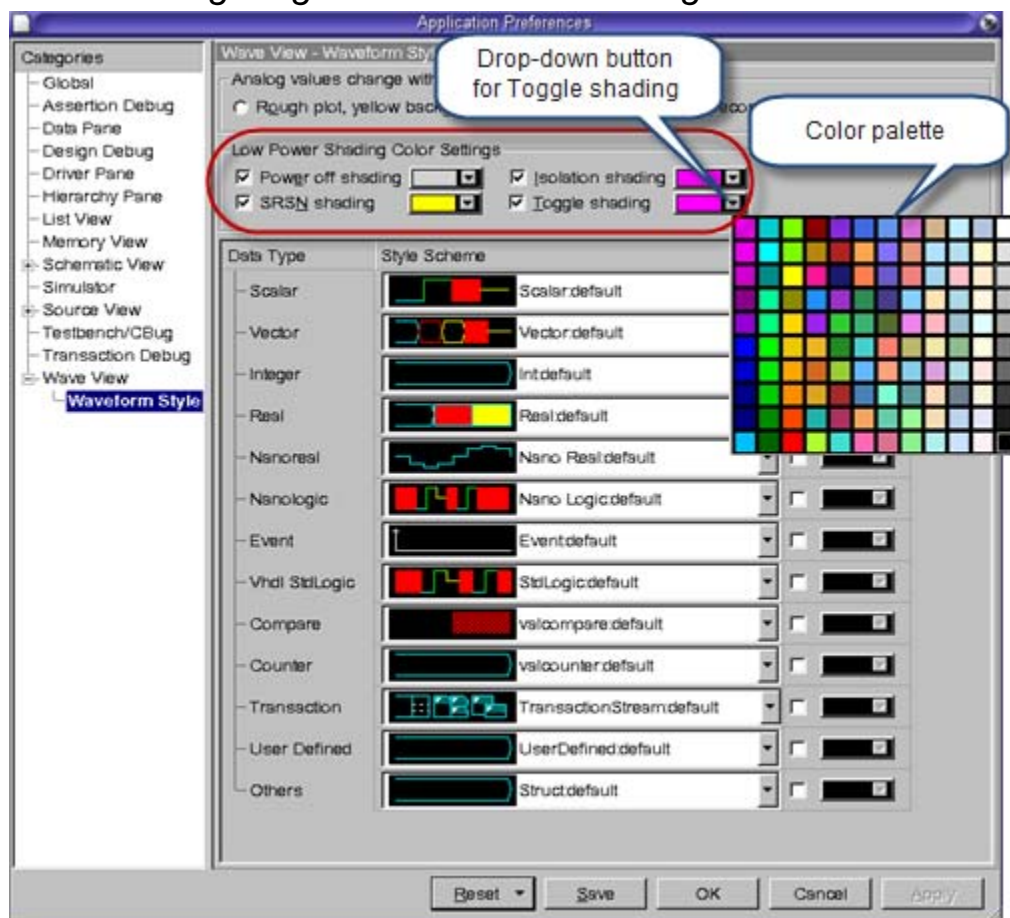 Application Preferences
Categories
Global
Assertion Debug
Data Pane
Design Debug
Driver Pane
Hierarchy Pane
List View
Memory View
Schematic View
Simulator
Source View
Testbench/CBug
Transaction Debug
Wave View
Waveform Style
Wave View - Waveform
Analog values change
Rough plot, yellow
Drop-down button
for Toggle shading
Color palette
Low Power Shading Color Settings
Power off shading
Isolation shading
SRSN shading
Toggle shading
Data Type Style Scheme
Scalar Scalar:default
Vector Vector:default
Integer Int:default
Real Real:default
Nanoreal Nano Real:default
Nanologic Nano Logic:default
Event Event:default
Vhdl StdLogic StdLogic:default
Compare valcompare:default
Counter valcounter:default
Transaction TransactionStream:default
User Defined UserDefined:default
Others Struct:default
Reset Save OK Cancel Apply